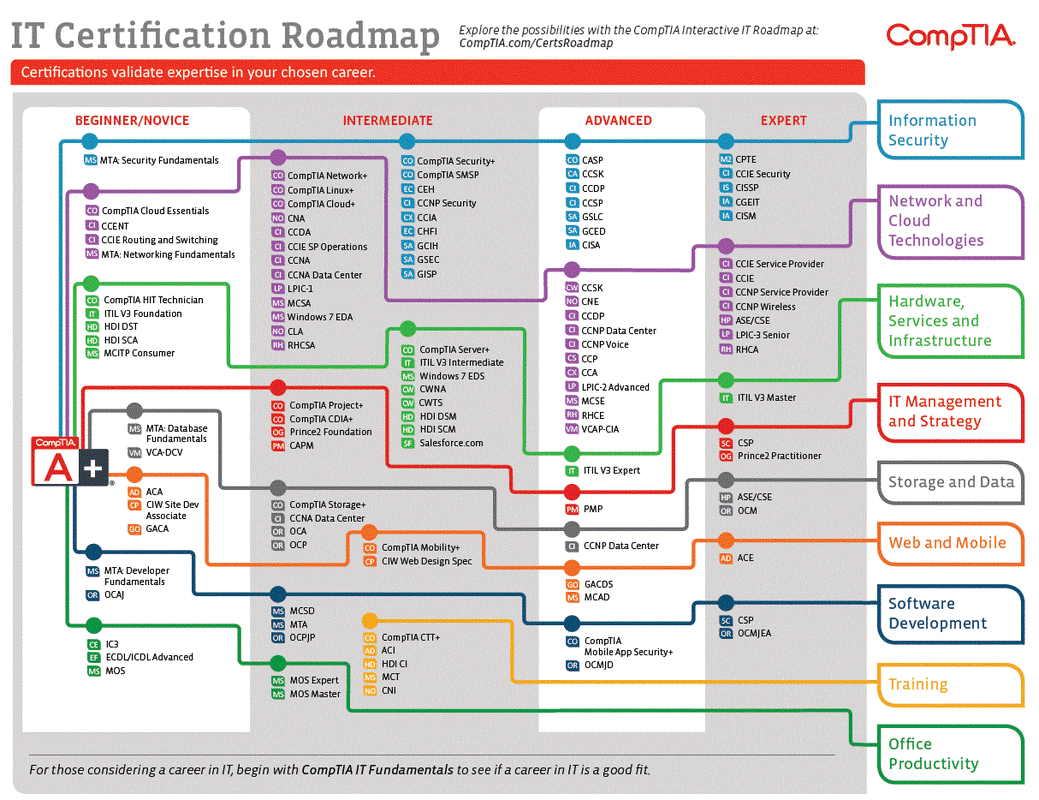 IT Certification Roadmap
Explore the possibilities with the CompTIA Interactive IT Roadmap at:
CompTIA.com/CertsRoadmap
CompTIA.
Certifications validate expertise in your chosen career.
BEGINNER/NOVICE
INTERMEDIATE
ADVANCED
EXPERT
Information
Security
MS MTA: Security Fundamentals
CO CompTIA Security+
CO CompTIA SMSP
EC CEH
CI CCNP Security
CX CCIA
EC CHFI
SA GCIH
SA GSEC
SA GISP
CO CASP
CA CCSK
CI CCDP
CI CCSP
SA GSLC
SA GCED
IA CISA
M2 CPTE
CI CCIE Security
IS CISSP
IA CGEIT
IA CISM
Network and
Cloud
Technologies
CO CompTIA Cloud Essentials
CI CCENT
CI CCIE Routing and Switching
MS MTA: Networking Fundamentals
CO CompTIA Network+
CO CompTIA Linux+
CO CompTIA Cloud+
NO CNA
CI CCDA
CI CCIE SP Operations
CI CCNA
CI CCNA Data Center
LP LPIC-1
MS MCSA
MS Windows 7 EDA
NO CLA
RH RHCSA
CW CCSK
NO CNE
CI CCDP
CI CCNP Data Center
CI CCNP Voice
CS CCP
CX CCA
LP LPIC-2 Advanced
MS MCSE
RH RHCE
VM VCAP-CIA
CI CCIE Service Provider
CI CCIE
CI CCNP Service Provider
CI CCNP Wireless
HP ASE/CSE
LP LPIC-3 Senior
RH RHCA
Hardware,
Services and
Infrastructure
CO CompTIA HIT Technician
IT ITIL V3 Foundation
HD HDI DST
HD HDI SCA
MS MCITP Consumer
CO CompTIA Server+
IT ITIL V3 Intermediate
MS Windows 7 EDS
CW CWNA
CW CWTS
HD HDI DSM
HD HDI SCM
SF Salesforce.com
IT ITIL V3 Expert
IT ITIL V3 Master
IT Management
and Strategy
CO CompTIA Project+
CO CompTIA CDIA+
OG Prince2 Foundation
PM CAPM
PM PMP
SC CSP
OG Prince2 Practitioner
CompTIA.
A+
®
Storage and Data
MS MTA: Database
Fundamentals
VM VCA-DCV
CO CompTIA Storage+
CI CCNA Data Center
OR OCA
OR OCP
CI CCNP Data Center
HP ASE/CSE
OR OCM
Web and Mobile
AD ACA
CP CIW Site Dev
Associate
GO GACA
CO CompTIA Mobility+
CP CIW Web Design Spec
GO GACDS
MS MCAD
AD ACE
Software
Development
MS MTA: Developer
Fundamentals
OR OCAJ
MS MCSD
MS MTA
OR OCPJP
CO CompTIA
Mobile App Security+
OR OCMJD
SC CSP
OR OCMJEA
Training
CO CompTIA CTT+
AD ACI
HD HDI CI
MS MCT
NO CNI
Office
Productivity
CE IC3
EF ECDL/ICDL Advanced
MS MOS
MS MOS Expert
MS MOS Master
For those considering a career in IT, begin with CompTIA IT Fundamentals to see if a career in IT is a good fit.